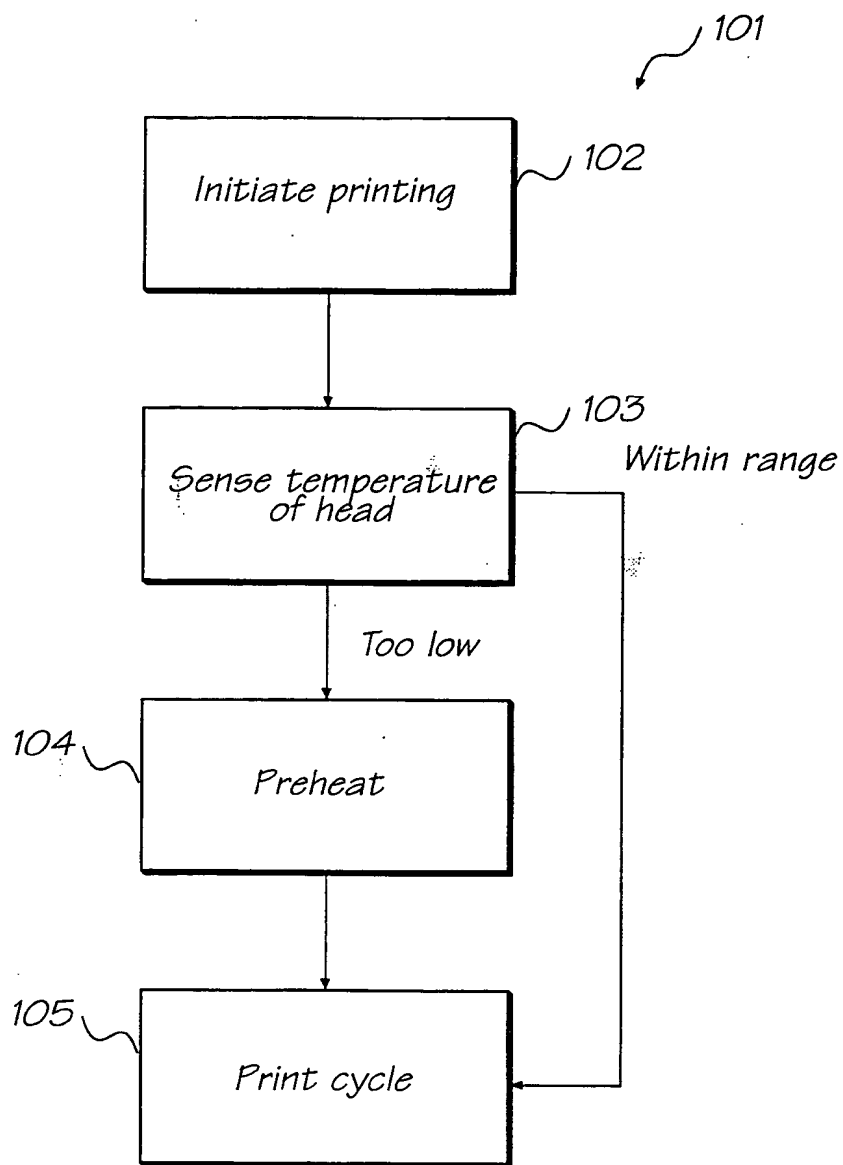 101
Initiate printing
102
103
Sense temperature
of head
Within range
Too low
104
Preheat
105
Print cycle